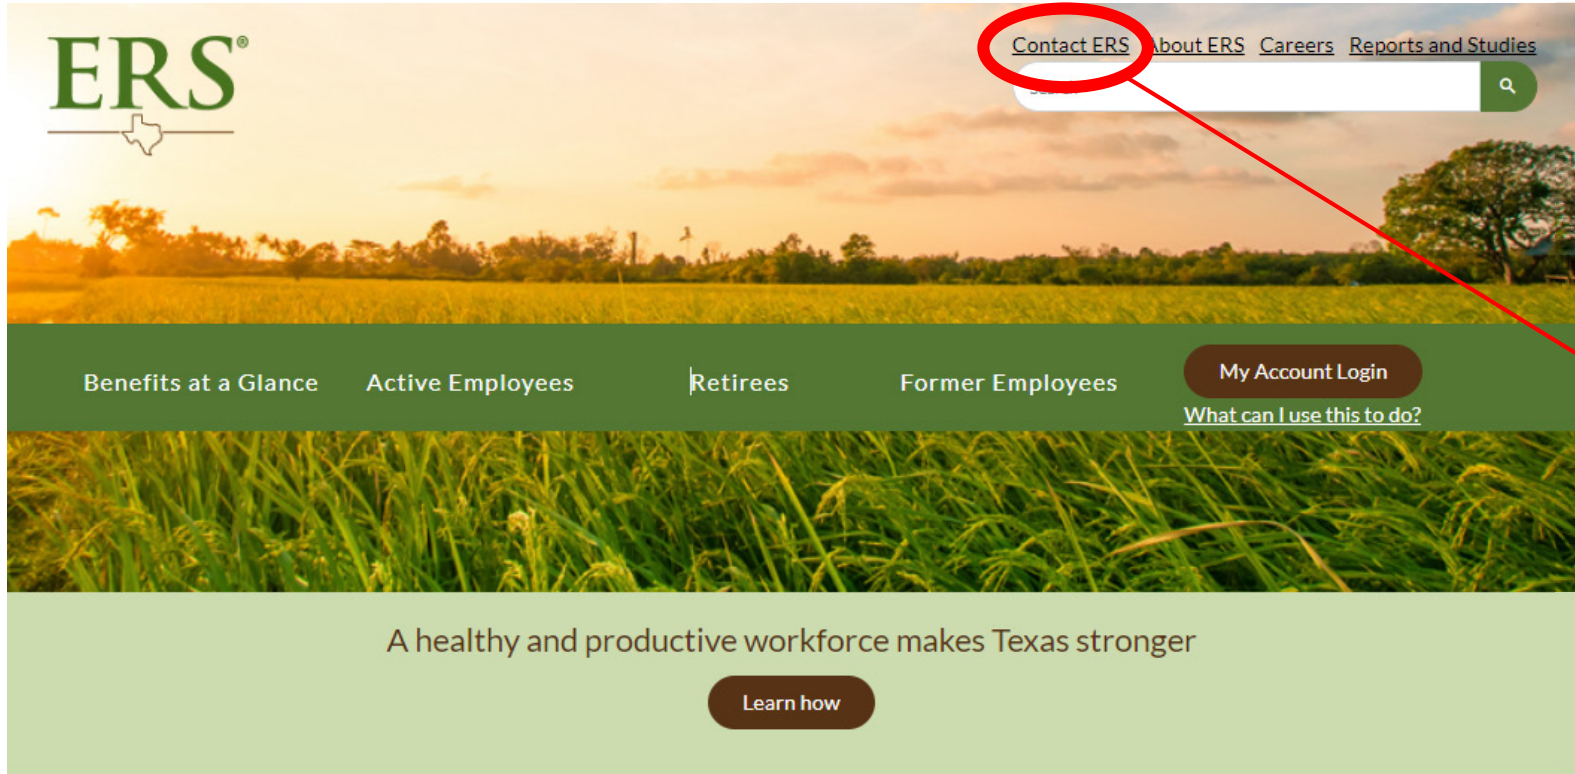 ERS®
Contact ERS About ERS Careers Reports and Studies
Benefits at a Glance Active Employees Retirees Former Employees My Account Login
What can I use this to do?
A healthy and productive workforce makes Texas stronger
Learn how